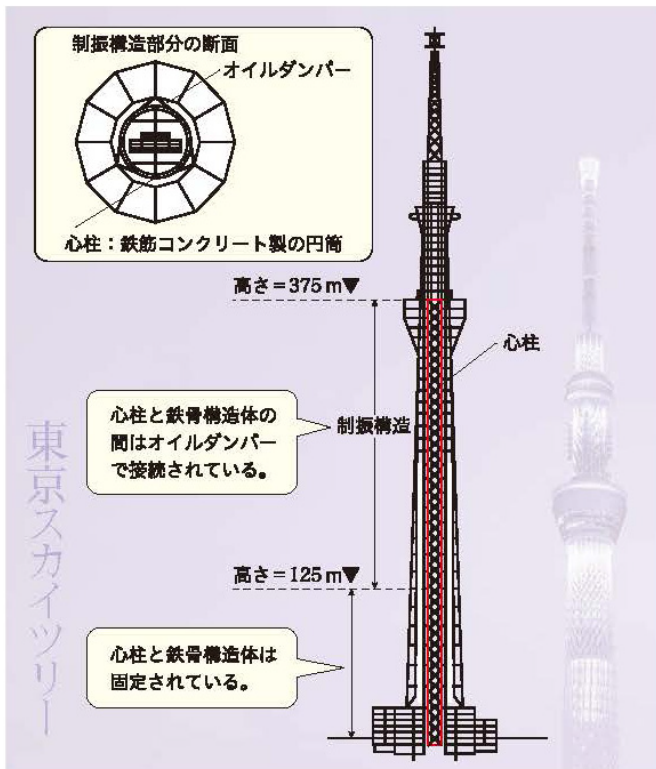 制振構造部分の断面
オイルダンパー
心柱：鉄筋コンクリート製の円筒
高さ＝375m▼
心柱
心柱と鉄骨構造体の
間はオイルダンパー
で接続されている。
制振構造
高さ＝125m▼
心柱と鉄骨構造体は
固定されている。
東京スカイツリー